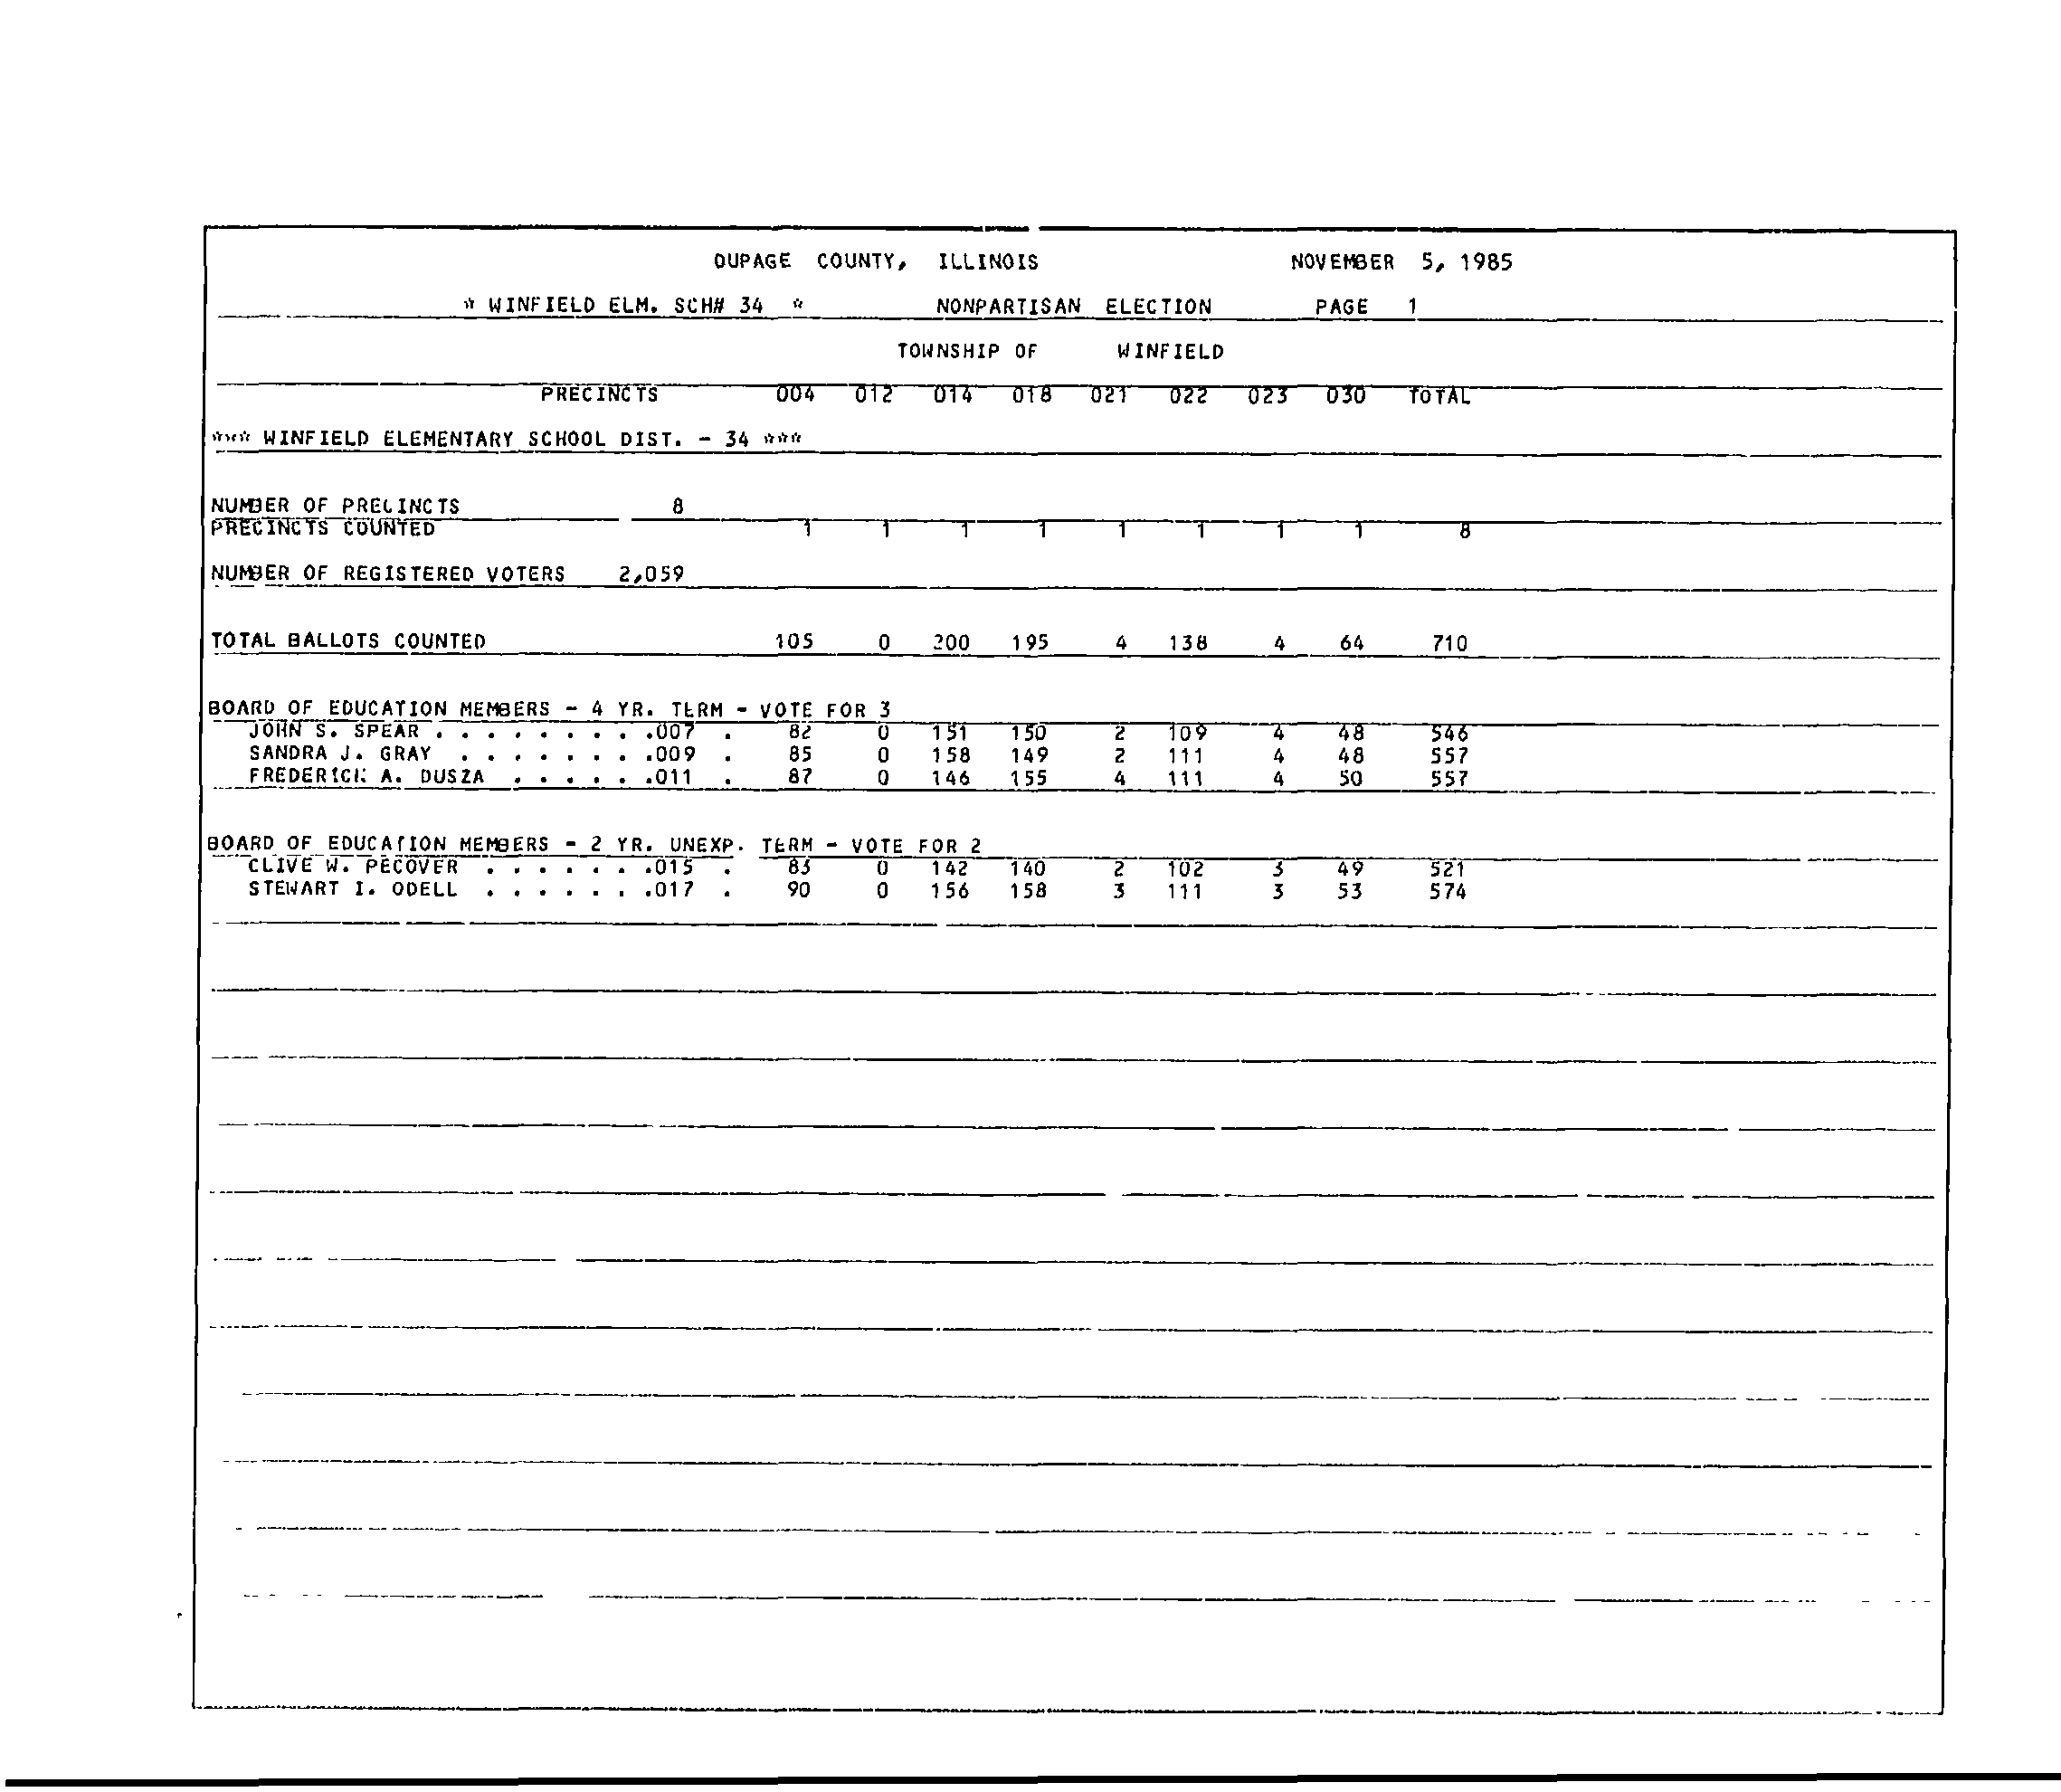 DUPAGE COUNTY, ILLINOIS NOVEMBER 5, 1985
* WINFIELD ELM. SCH# 34 * NONPARTISAN ELECTION PAGE 1
TOWNSHIP OF WINFIELD
PRECINCTS 004 012 014 018 021 022 023 030 TOTAL
*** WINFIELD ELEMENTARY SCHOOL DIST. - 34 ***
NUMBER OF PRECINCTS 8
PRECINCTS COUNTED 1 1 1 1 1 1 1 1 8
NUMBER OF REGISTERED VOTERS 2,059
TOTAL BALLOTS COUNTED 105 0 200 195 4 138 4 64 710
BOARD OF EDUCATION MEMBERS - 4 YR. TERM - VOTE FOR 3
JOHN S. SPEAR . . . . . . . . .007 . 82 0 151 150 2 109 4 48 546
SANDRA J. GRAY . . . . . . . .009 . 85 0 158 149 2 111 4 48 557
FREDERICK A. DUSZA . . . . . .011 . 87 0 146 155 4 111 4 50 557
BOARD OF EDUCATION MEMBERS - 2 YR. UNEXP. TERM - VOTE FOR 2
CLIVE W. PECOVER . . . . . . .015 . 83 0 142 140 2 102 3 49 521
STEWART I. ODELL . . . . . . .017 . 90 0 156 158 3 111 3 53 574